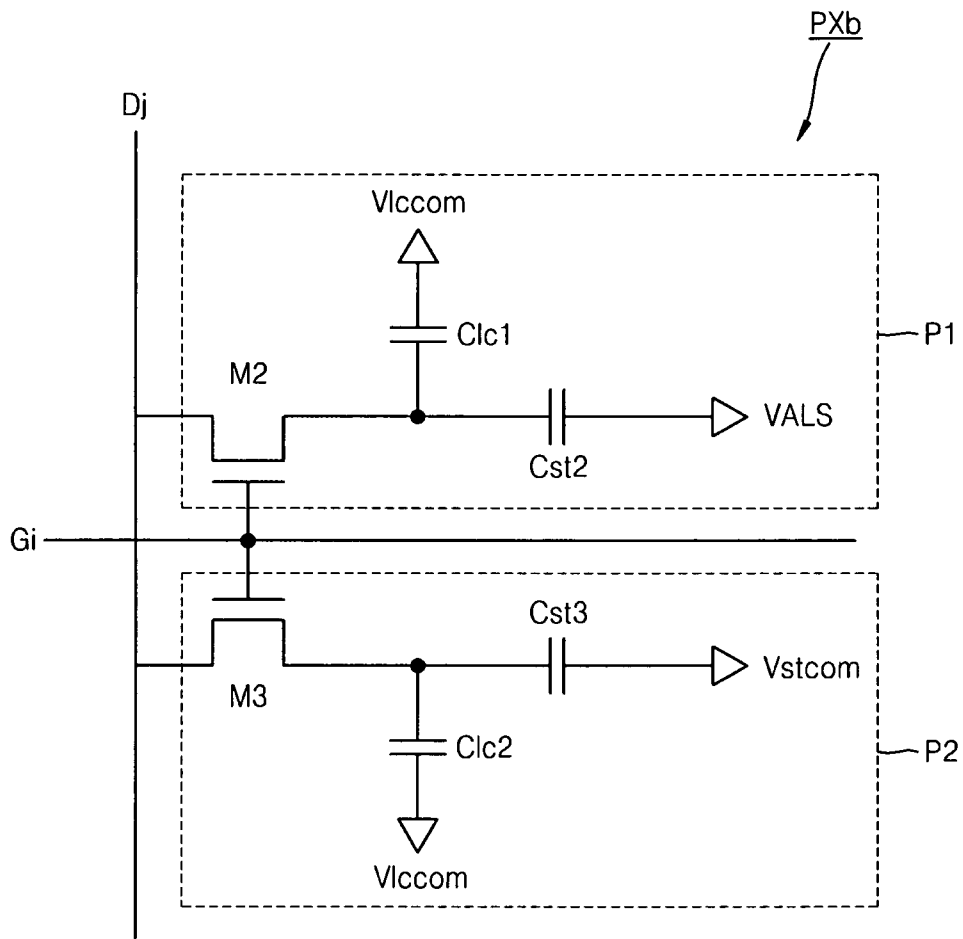 PXb
Dj
Vlccom
Clc1
P1
M2
VALS
Cst2
Gi
Cst3
Vstcom
M3
Clc2
P2
Vlccom